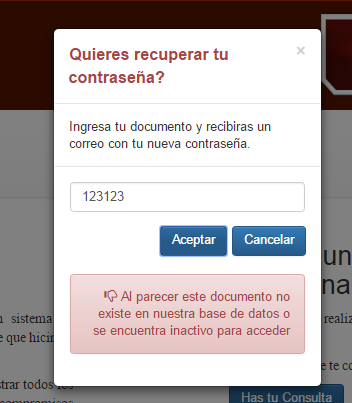 Quieres recuperar tu
contraseña?
×
Ingresa tu documento y recibiras un
correo con tu nueva contraseña.
123123
Aceptar
Cancelar
Al parecer este documento no
existe en nuestra base de datos o
se encuentra inactivo para acceder
sistema
e que
trar todos los
un
na
realiz
te co
Has tu Consulta